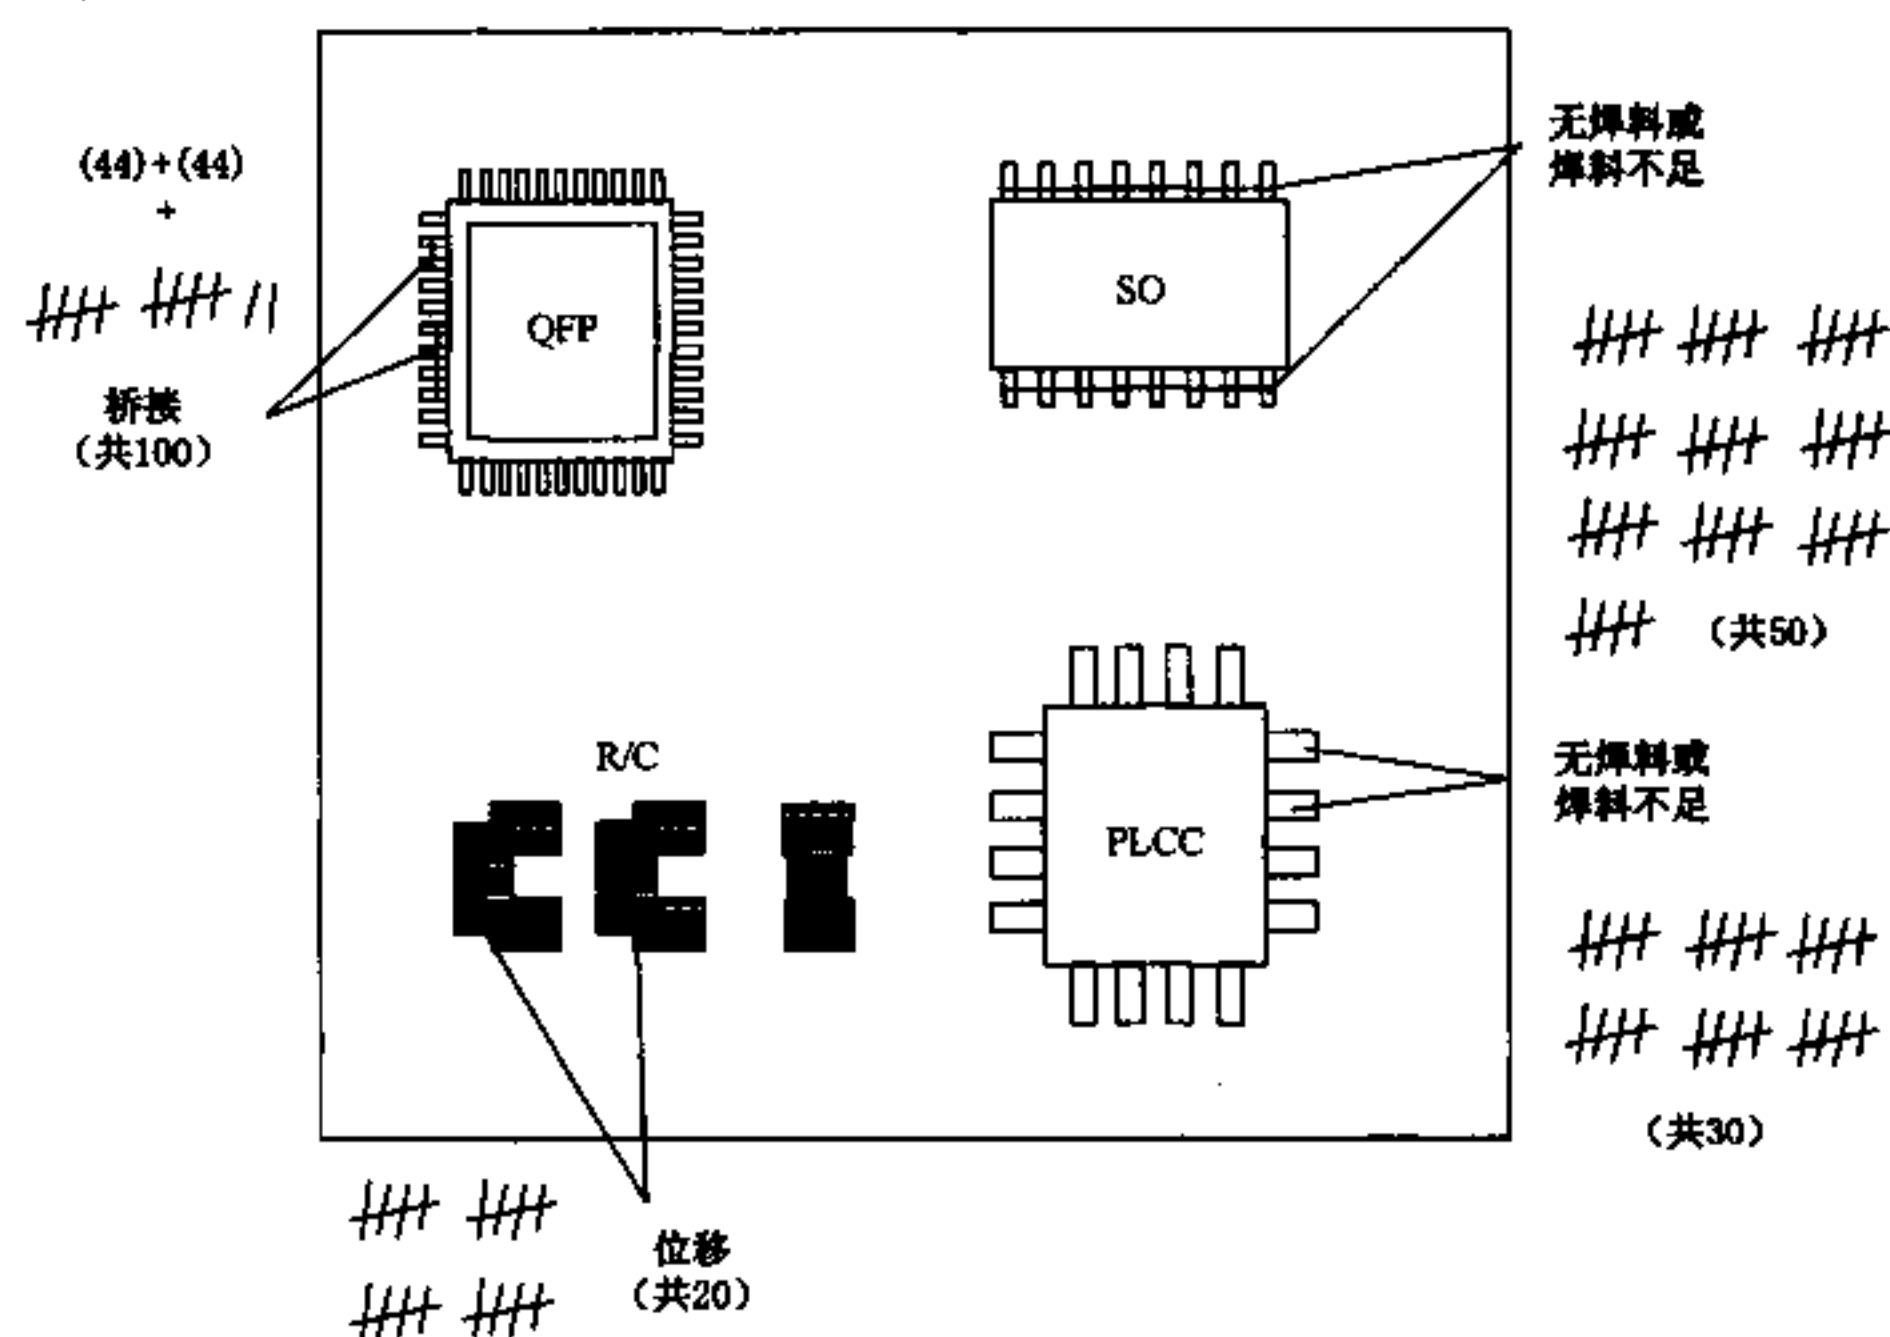 (44)+(44)
+
桥接
(共100)
QFP
SO
无焊料或
焊料不足
(共50)
R/C
PLCC
无焊料或
焊料不足
(共30)
位移
(共20)